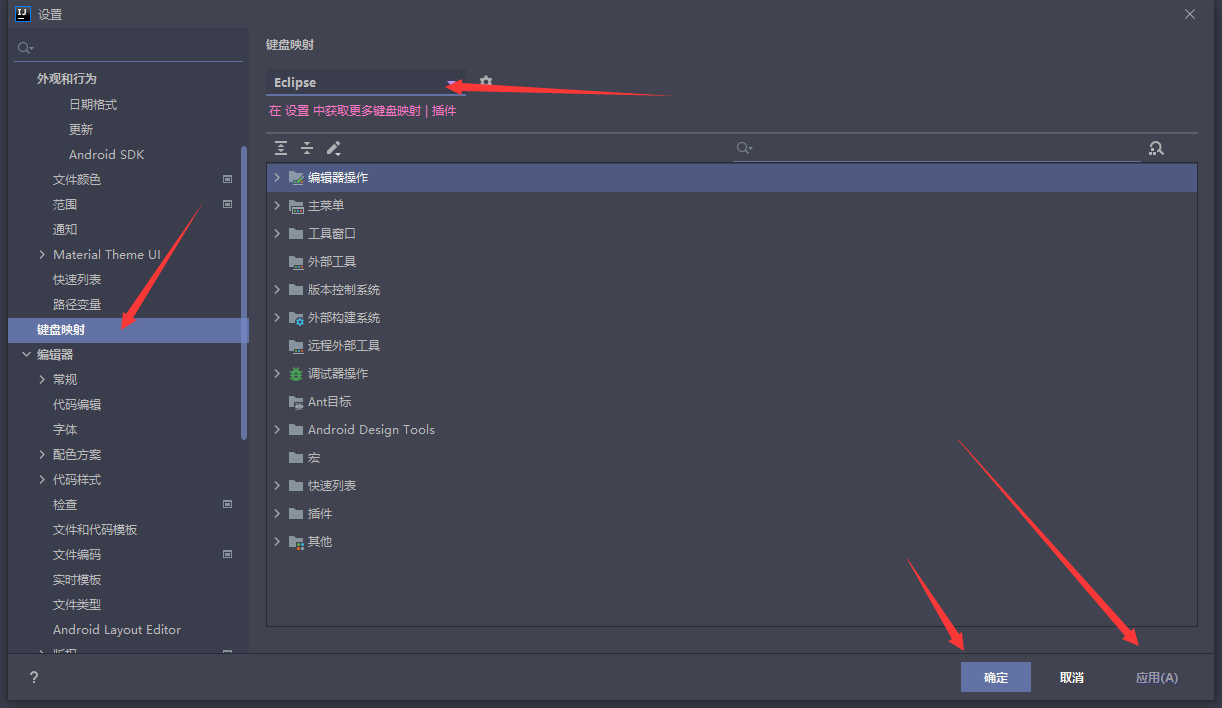 设置
外观和行为
日期格式
更新
Android SDK
文件颜色
范围
通知
Material Theme UI
快速列表
路径变量
键盘映射
编辑器
常规
代码编辑
字体
配色方案
代码样式
检查
文件和代码模板
文件编码
实时模板
文件类型
Android Layout Editor
键盘映射
Eclipse
在 设置 中获取更多键盘映射 | 插件
编辑器操作
主菜单
工具窗口
外部工具
版本控制系统
外部构建系统
远程外部工具
调试器操作
Ant目标
Android Design Tools
宏
快速列表
插件
其他
?
确定
取消
应用(A)